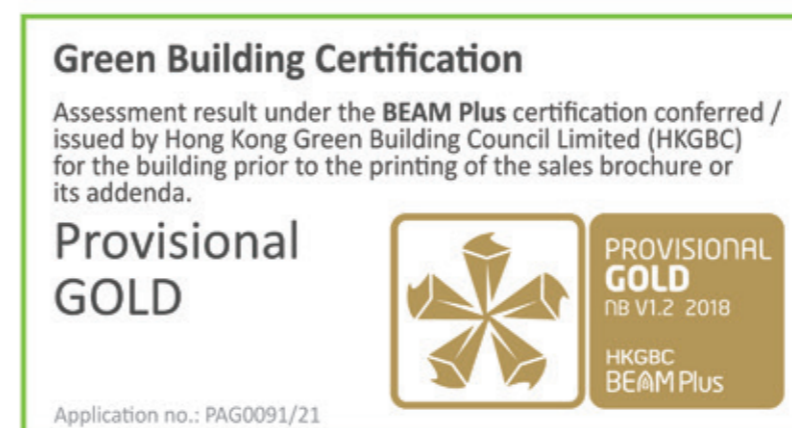 Green Building Certification
Assessment result under the BEAM Plus certification conferred /
issued by Hong Kong Green Building Council Limited (HKGBC)
for the building prior to the printing of the sales brochure or
its addenda.
Provisional
GOLD
PROVISIONAL
GOLD
NB V1.2 2018
HKGBC
BEAM Plus
Application no.: PAG0091/21